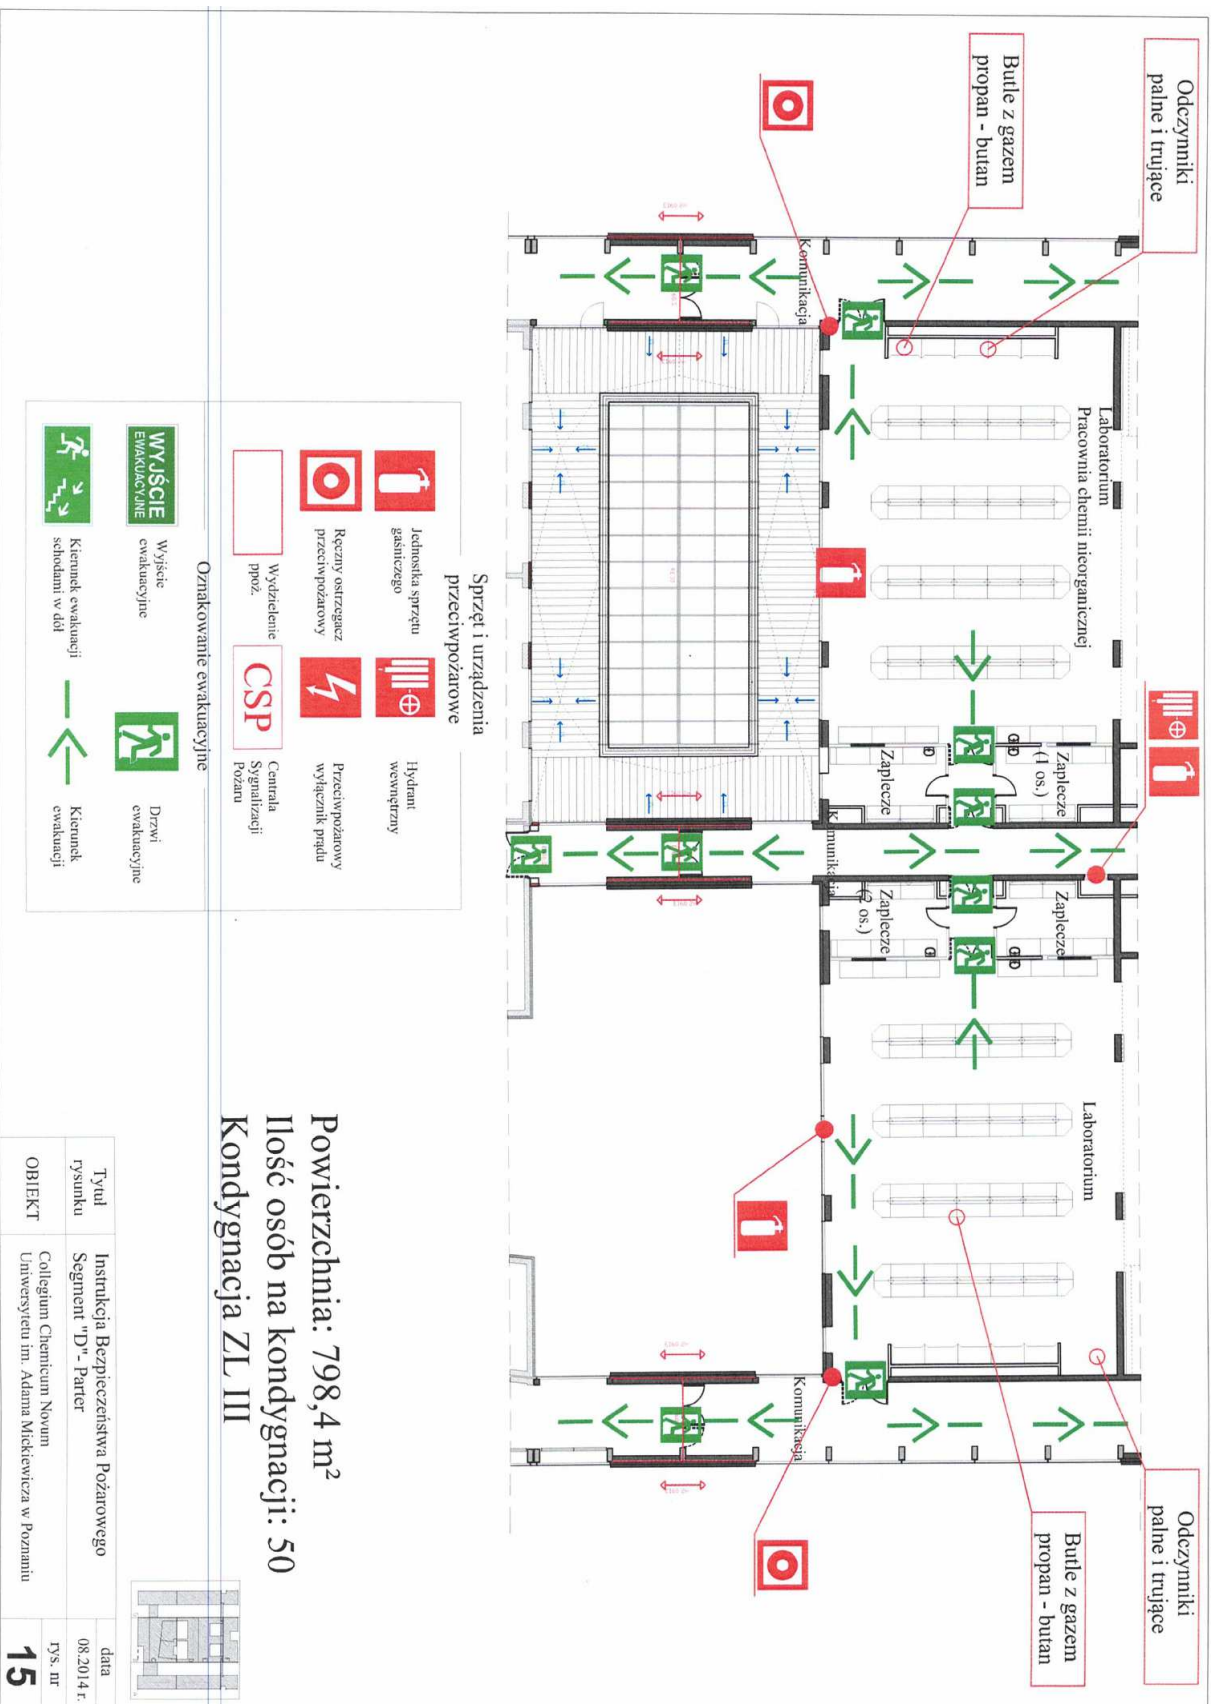 Odczynniki
palne i trujące
Butle z gazem
propan - butan
Komunikacja
Laboratorium
Pracownia chemii nieorganicznej
Zaplecze
(1 os.)
Zaplecze
Komunikacja
Zaplecze
Zaplecze
(2 os.)
Laboratorium
Komunikacja
Odczynniki
palne i trujące
Butle z gazem
propan - butan
Sprzęt i urządzenia
przeciwpożarowe
Jednostka sprzętu
gaśniczego
Hydrant
wewnętrzny
Ręczny ostrzegacz
przeciwpożarowy
Przeciwpożarowy
wyłącznik prądu
Wydzielenie
ppoż.
CSP
Centrala
Sygnalizacji
Pożaru
Oznakowanie ewakuacyjne
WYJŚCIE
EWAKUACYJNE
Wyjście
ewakuacyjne
Drzwi
ewakuacyjne
Kierunek ewakuacji
schodami w dół
Kierunek
ewakuacji
Powierzchnia: 798,4 m²
Ilość osób na kondygnacji: 50
Kondygnacja ZL III
Tytuł
rysunku
Instrukcja Bezpieczeństwa Pożarowego
Segment "D"- Parter
data
08.2014 r.
OBIEKT
Collegium Chemicum Novum
Uniwersytetu im. Adama Mickiewicza w Poznaniu
rys. nr
15